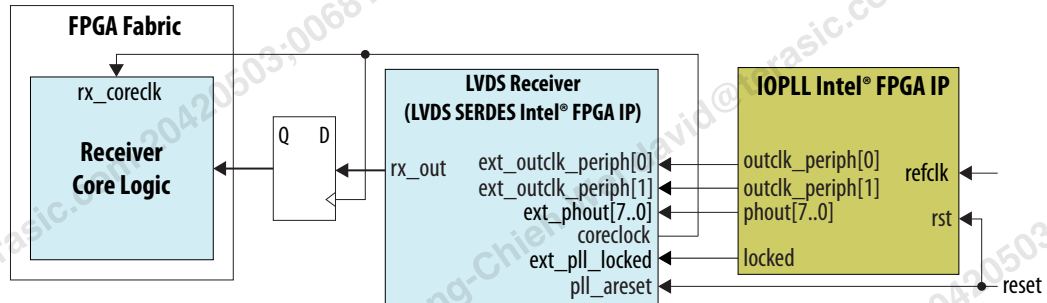 FPGA Fabric
rx_coreclk
Receiver
Core Logic
Q D
LVDS Receiver
(LVDS SERDES Intel® FPGA IP)
rx_out
ext_outclk_periph[0]
ext_outclk_periph[1]
ext_phout[7..0]
coreclock
ext_pll_locked
pll_areset
IOPLL Intel® FPGA IP
outclk_periph[0]
outclk_periph[1]
phout[7..0]
locked
refclk
rst
reset